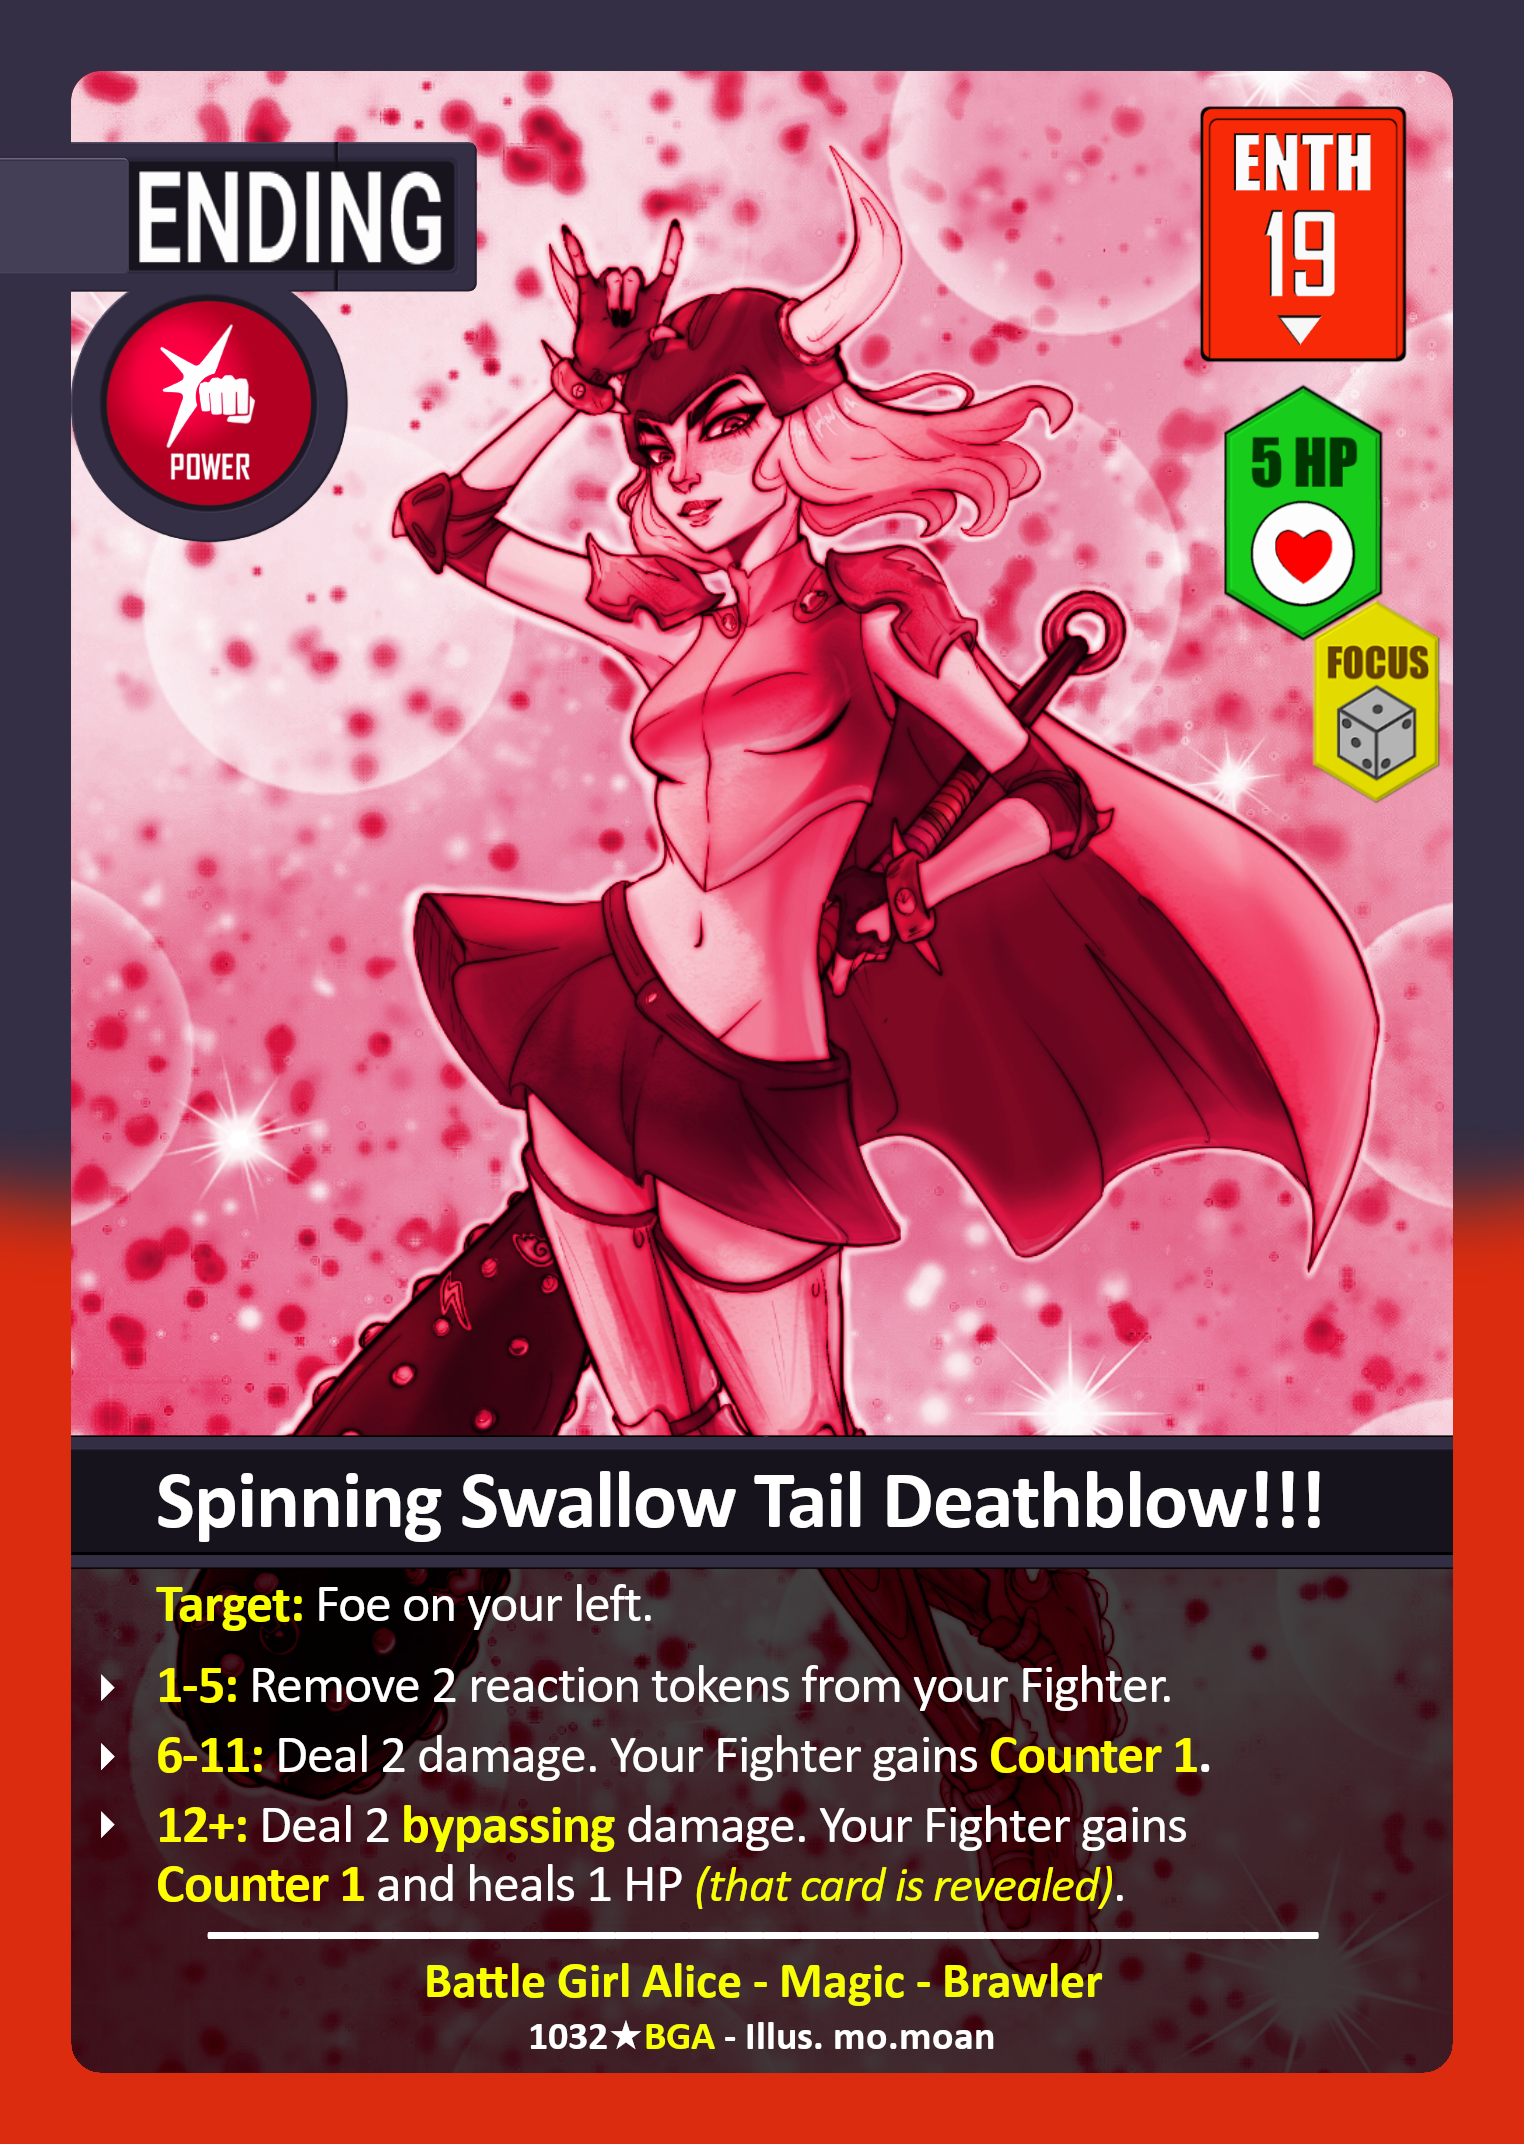 ENDING
ENTH
19
POWER
5 HP
FOCUS
Spinning Swallow Tail Deathblow!!!
Target: Foe on your left.
1-5: Remove 2 reaction tokens from your Fighter.
6-11: Deal 2 damage. Your Fighter gains Counter 1.
12+: Deal 2 bypassing damage. Your Fighter gains
Counter 1 and heals 1 HP (that card is revealed).
Battle Girl Alice - Magic - Brawler
1032★BGA - Illus. mo.moan